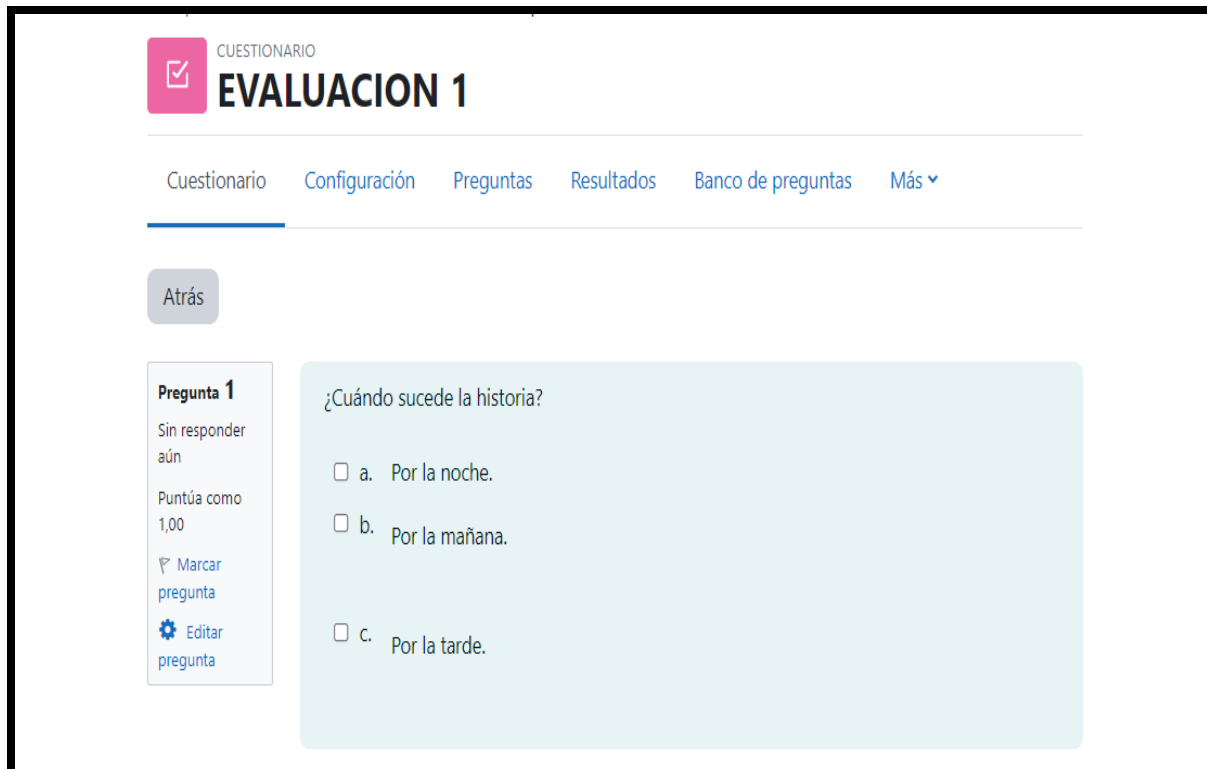 CUESTIONARIO
EVALUACION 1
Cuestionario Configuración Preguntas Resultados Banco de preguntas Más
Atrás
Pregunta 1
Sin responder
aún
Puntúa como
1,00
Marcar
pregunta
Editar
pregunta
¿Cuándo sucede la historia?
a. Por la noche.
b. Por la mañana.
c. Por la tarde.